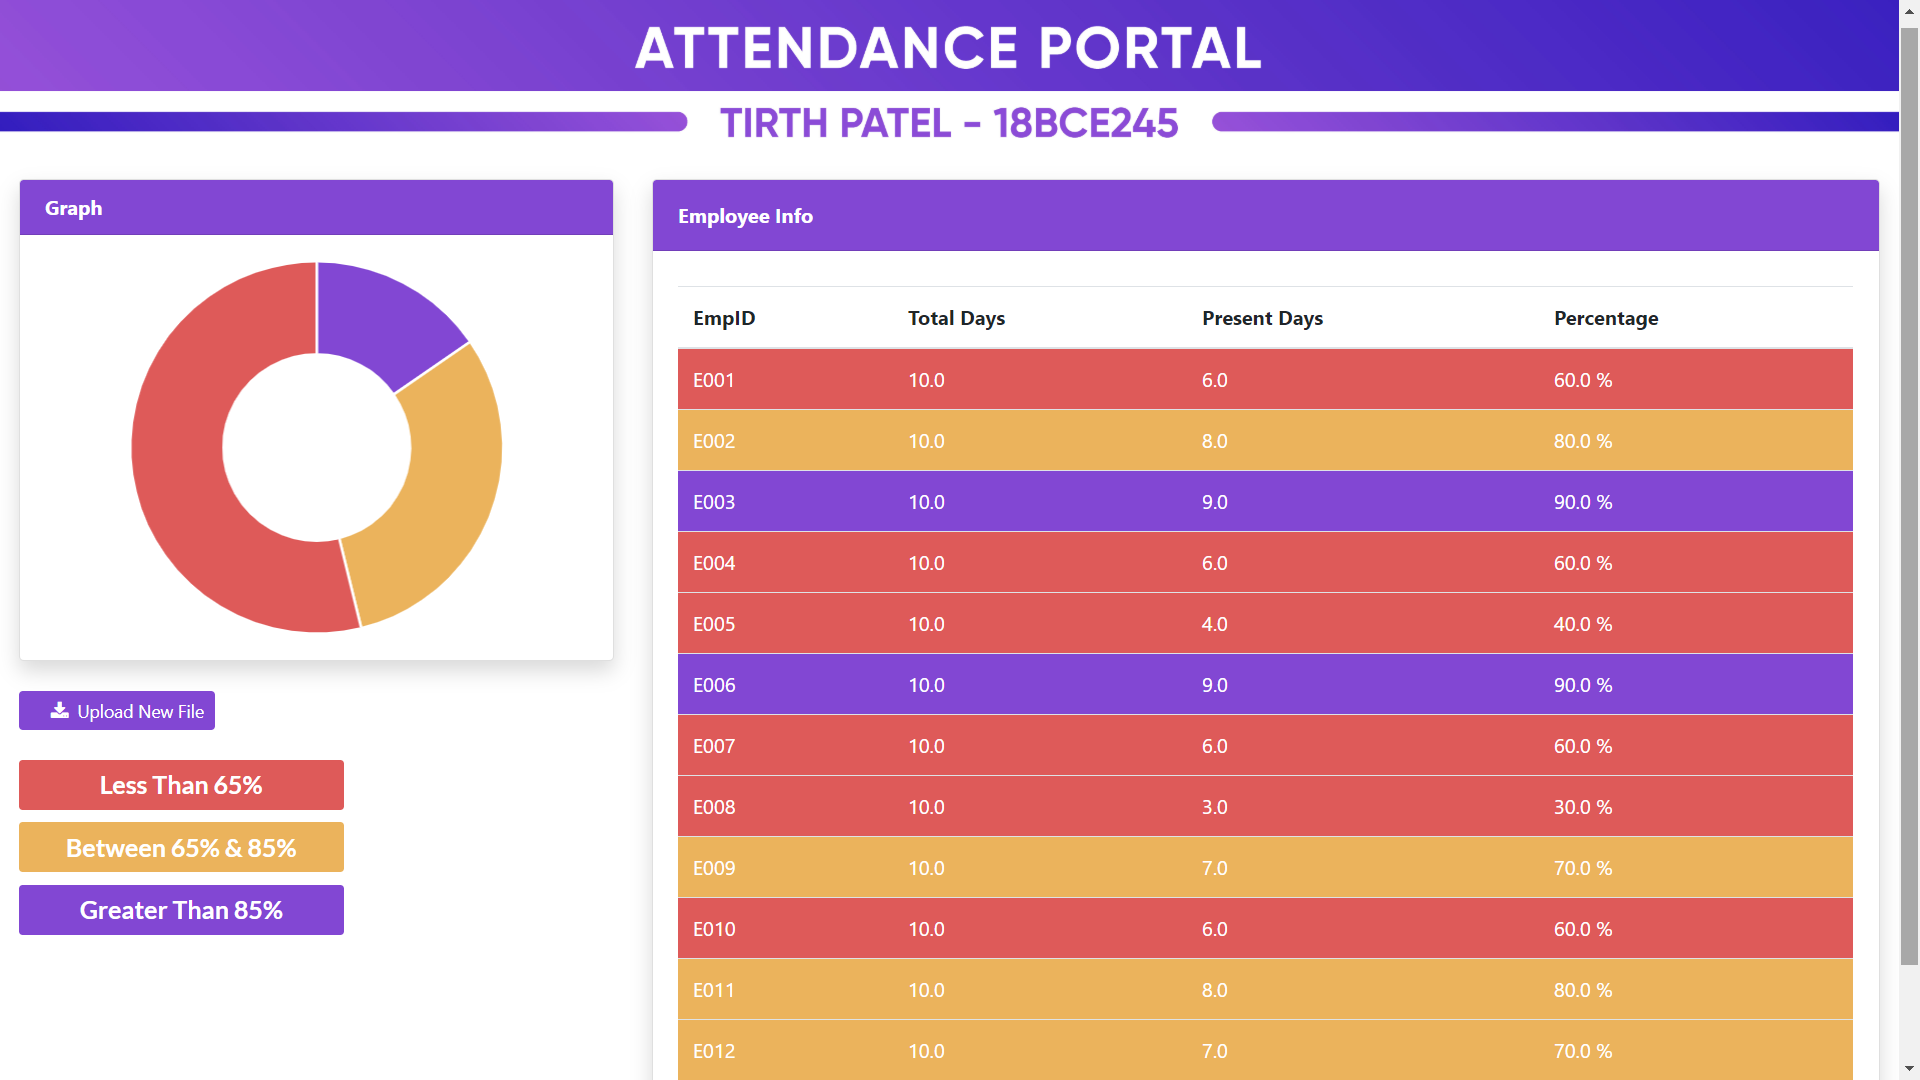 ATTENDANCE PORTAL
TIRTH PATEL - 18BCE245
Graph
Upload New File
Less Than 65%
Between 65% & 85%
Greater Than 85%
Employee Info
EmpID Total Days Present Days Percentage
E001 10.0 6.0 60.0 %
E002 10.0 8.0 80.0 %
E003 10.0 9.0 90.0 %
E004 10.0 6.0 60.0 %
E005 10.0 4.0 40.0 %
E006 10.0 9.0 90.0 %
E007 10.0 6.0 60.0 %
E008 10.0 3.0 30.0 %
E009 10.0 7.0 70.0 %
E010 10.0 6.0 60.0 %
E011 10.0 8.0 80.0 %
E012 10.0 7.0 70.0 %